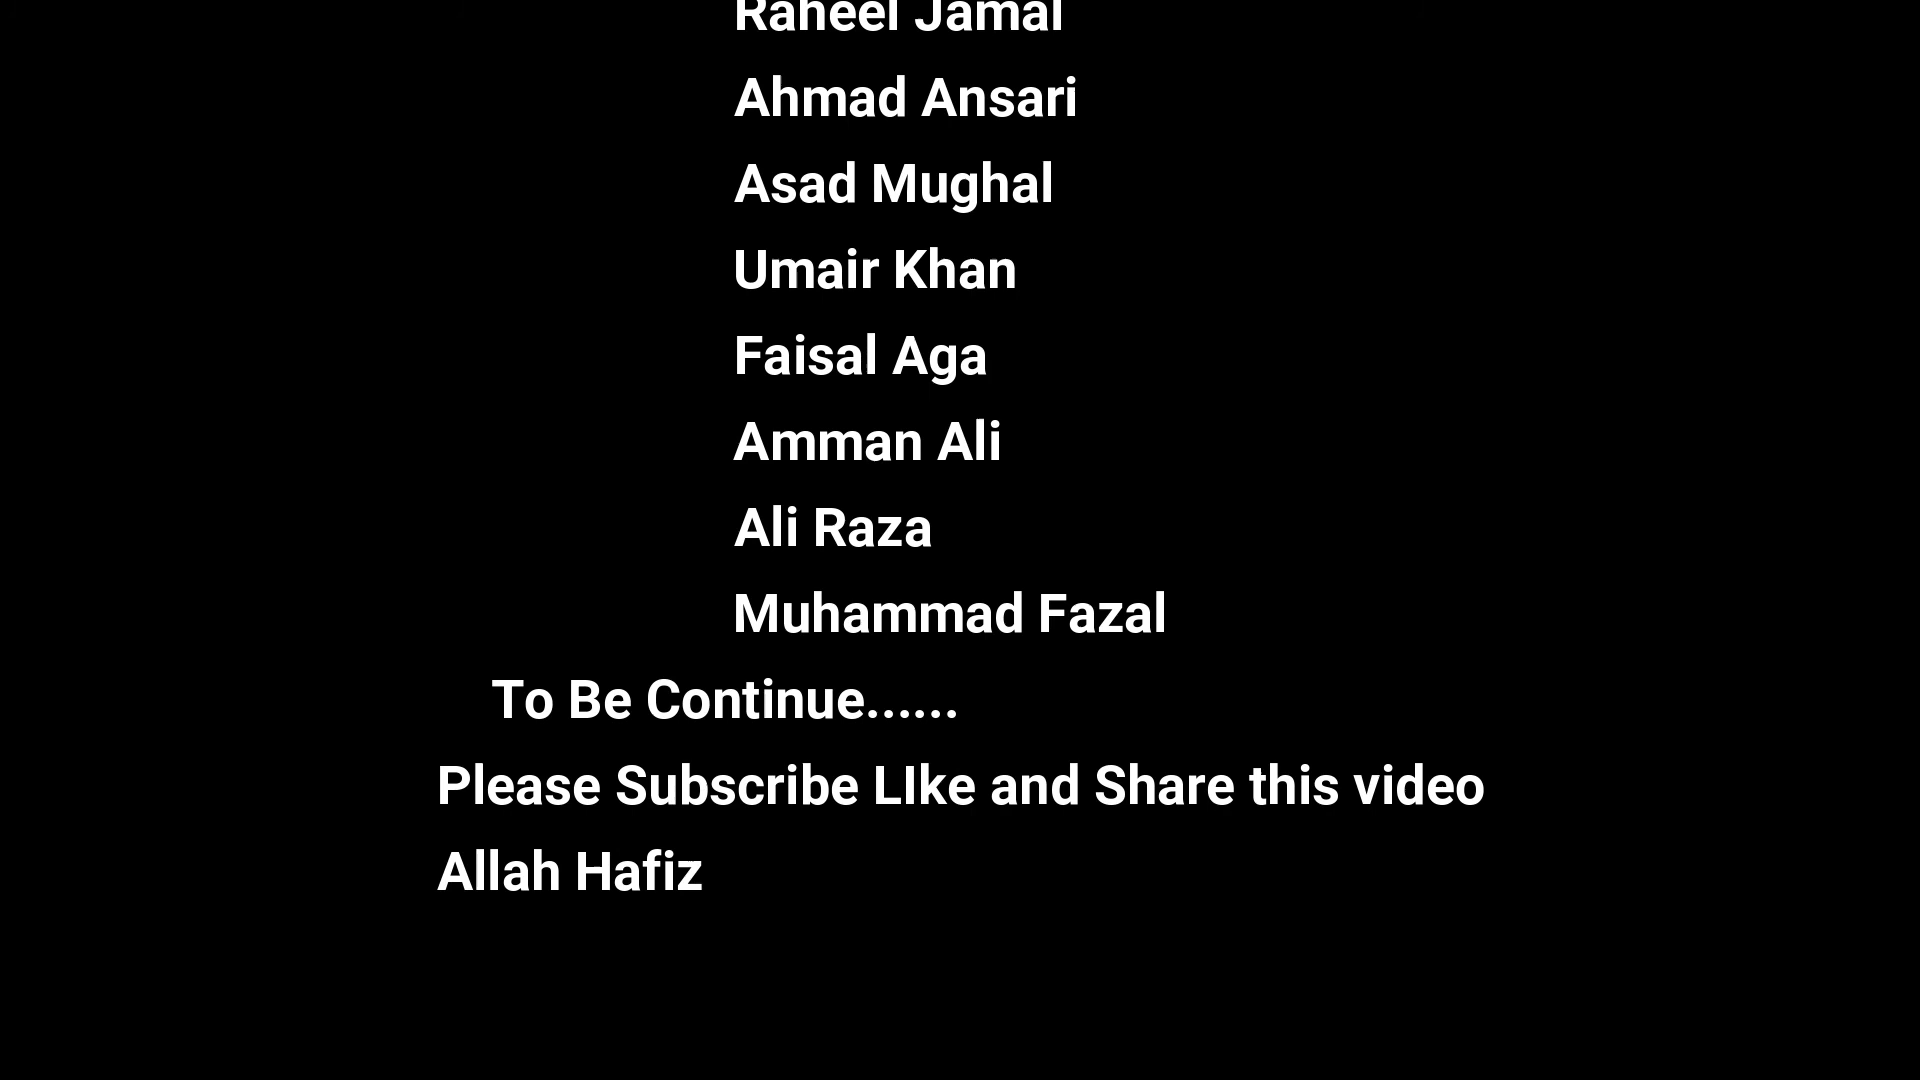 Raheel Jamal
Ahmad Ansari
Asad Mughal
Umair Khan
Faisal Aga
Amman Ali
Ali Raza
Muhammad Fazal
To Be Continue......
Please Subscribe LIke and Share this video
Allah Hafiz